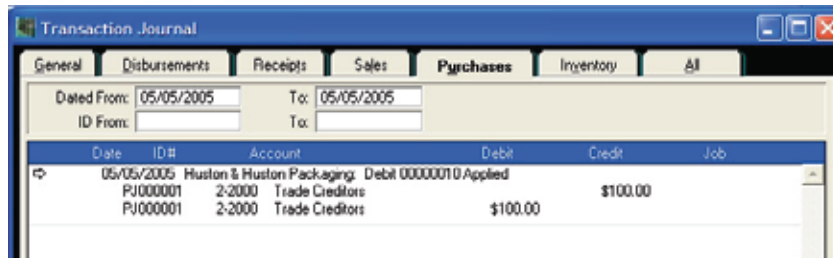 Transaction Journal
General Disbursements Receipts Sales Purchases Inventory All
Dated From: 05/05/2005 To: 05/05/2005
ID From: To:
Date ID# Account Debit Credit Job
05/05/2005 Huston & Huston Packaging: Debit 00000010 Applied
PJ000001 2-2000 Trade Creditors $100.00
PJ000001 2-2000 Trade Creditors $100.00